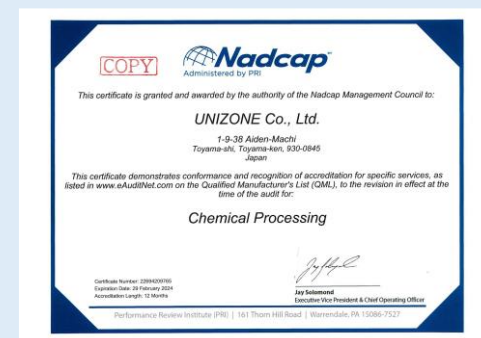 COPY
Nadcap
Administered by PRI
This certificate is granted and awarded by the authority of the Nadcap Management Council to:
UNIZONE Co., Ltd.
1-9-38 Aiden-Machi
Toyama-shi, Toyama-ken, 930-0845
Japan
This certificate demonstrates conformance and recognition of accreditation for specific services, as
listed in www.eAuditNet.com on the Qualified Manufacturer's List (QML), to the revision in effect at the
time of the audit for:
Chemical Processing
Certificate Number: 22894209765
Expiration Date: 29 February 2024
Accreditation Length: 12 Months
Jay Solomond
Executive Vice President & Chief Operating Officer
Performance Review Institute (PRI) | 161 Thorn Hill Road | Warrendale, PA 15086-7527